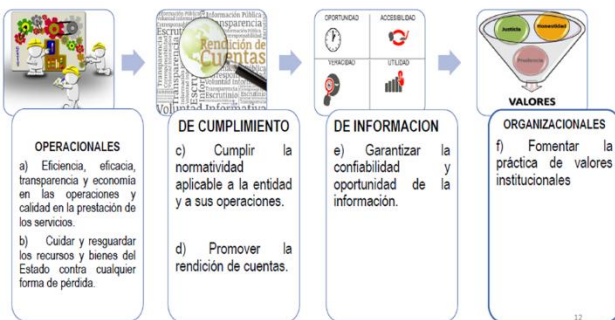 Rendición de
Cuentas
Información Pública
Transparencia
Escrutinio
Voluntad Informativa
OPORTUNIDAD
ACCESIBILIDAD
VERACIDAD
UTILIDAD
Justicia
Honestidad
Prudencia
VALORES
OPERACIONALES
a) Eficiencia, eficacia,
transparencia y economía
en las operaciones y
calidad en la prestación de
los servicios.
b) Cuidar y resguardar
los recursos y bienes del
Estado contra cualquier
forma de pérdida.
DE CUMPLIMIENTO
c) Cumplir la
normatividad
aplicable a la entidad
y a sus operaciones.
d) Promover la
rendición de cuentas.
DE INFORMACION
e) Garantizar la
confiabilidad y
oportunidad de la
información.
ORGANIZACIONALES
f) Fomentar la
práctica de valores
institucionales
12